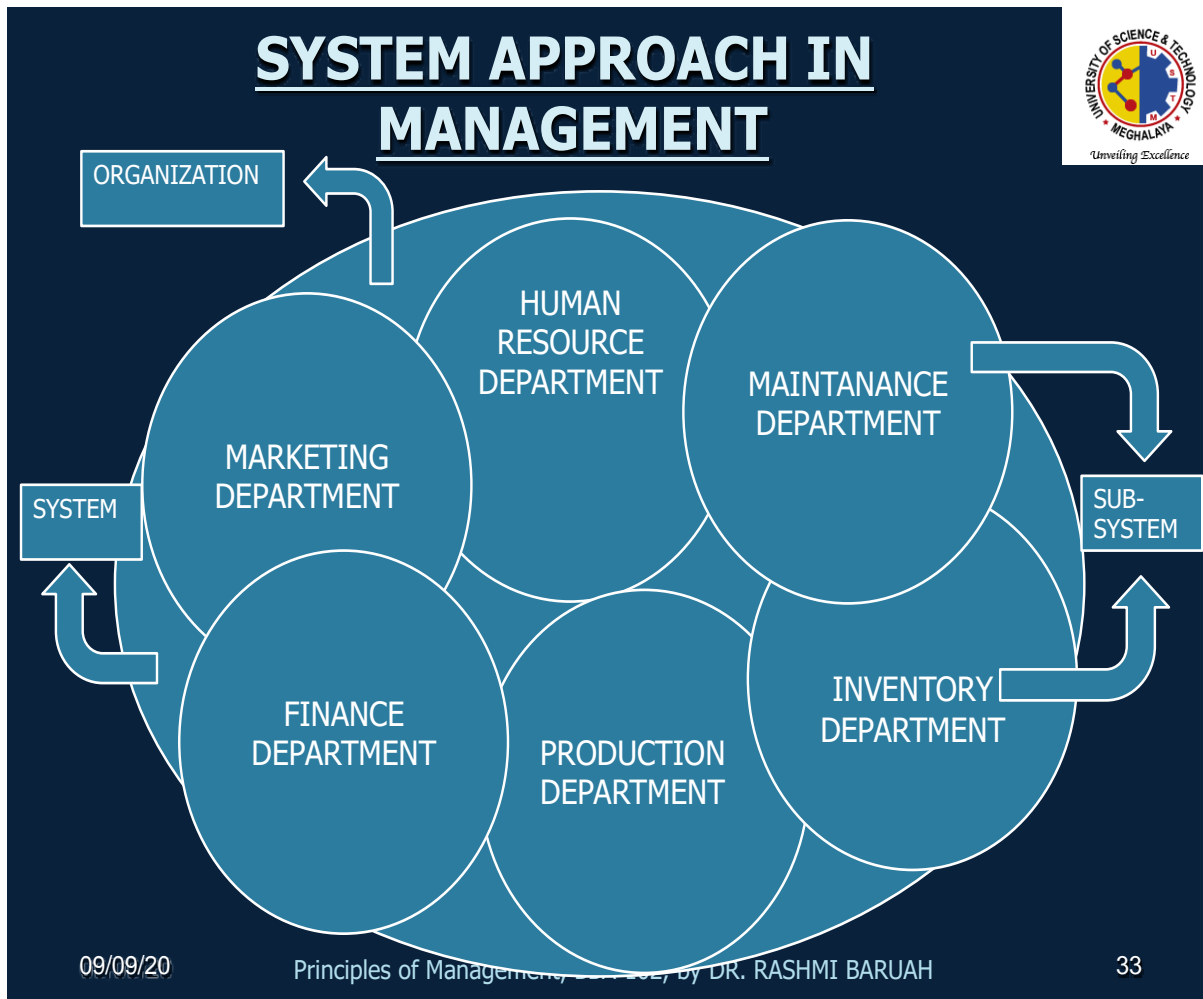 SYSTEM APPROACH IN
MANAGEMENT
UNIVERSITY OF SCIENCE & TECHNOLOGY
U
S
T
M
MEGHALAYA
Unveiling Excellence
ORGANIZATION
HUMAN
RESOURCE
DEPARTMENT
MAINTANANCE
DEPARTMENT
MARKETING
DEPARTMENT
SYSTEM
SUB-
SYSTEM
FINANCE
DEPARTMENT
PRODUCTION
DEPARTMENT
INVENTORY
DEPARTMENT
09/09/20
Principles of Management, by DR. RASHMI BARUAH
33